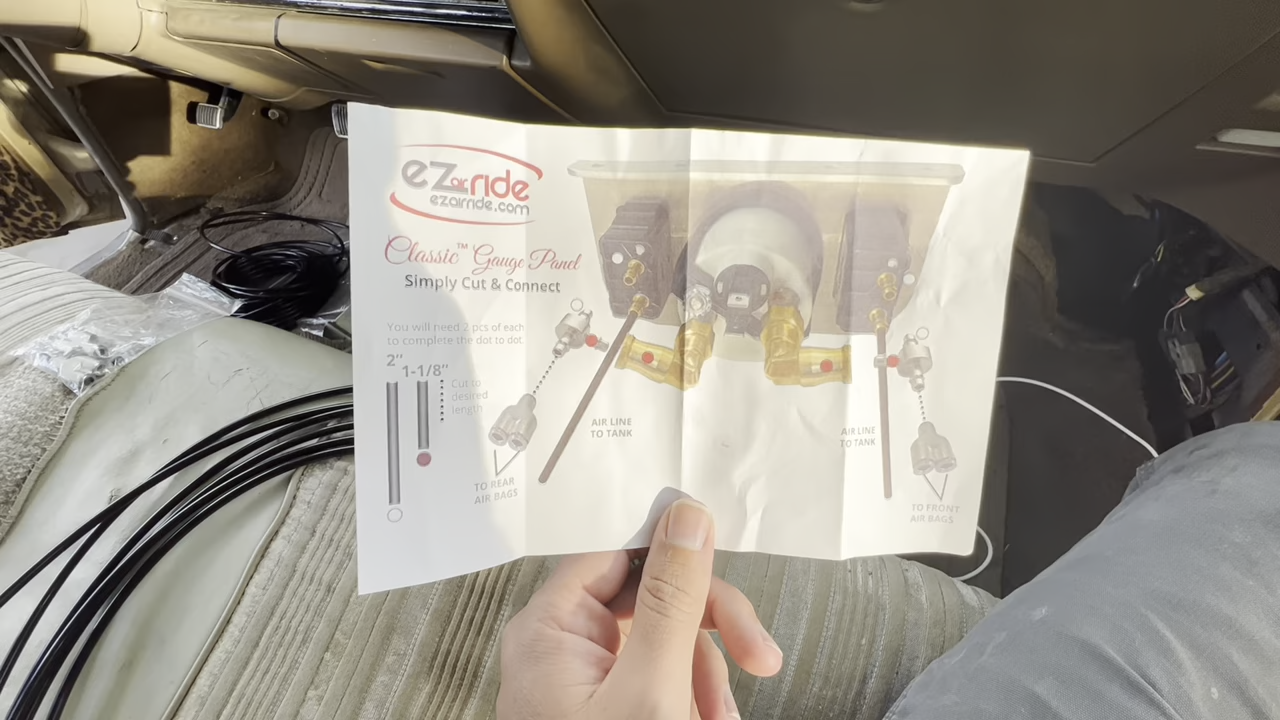 eZ air ride
ezairride.com
Classic™ Gauge Panel
Simply Cut & Connect
You will need 2 pcs of each
to complete the dot to dot.
2"
1-1/8"
Cut to
desired
length
AIR LINE
TO TANK
TO REAR
AIR BAGS
AIR LINE
TO TANK
TO FRONT
AIR BAGS